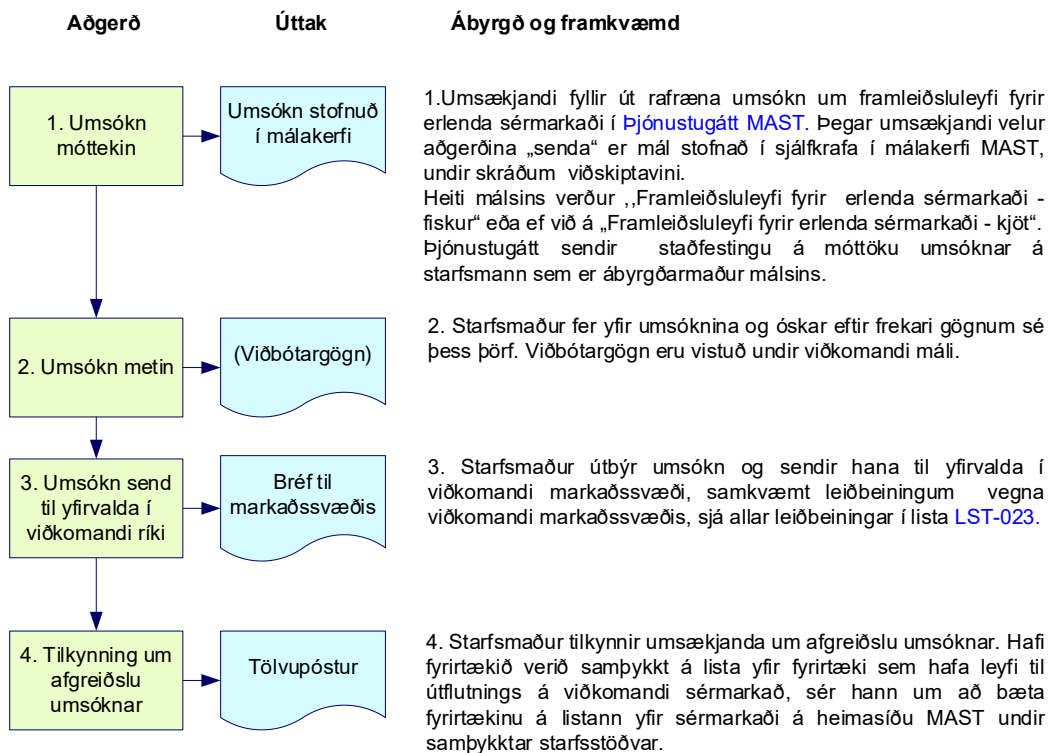 Aðgerð
Úttak
Ábyrgð og framkvæmd
1. Umsókn
móttekin
Umsókn stofnuð
í málakerfi
1.Umsækjandi fyllir út rafræna umsókn um framleiðsluleyfi fyrir
erlenda sérmarkaði í Þjónustugátt MAST. Þegar umsækjandi velur
aðgerðina „senda“ er mál stofnað í sjálfkrafa í málakerfi MAST,
undir skráðum viðskiptavini.
Heiti málsins verður ,,Framleiðsluleyfi fyrir erlenda sérmarkaði -
fiskur“ eða ef við á „Framleiðsluleyfi fyrir erlenda sérmarkaði - kjöt“.
Þjónustugátt sendir staðfestingu á móttöku umsóknar á
starfsmann sem er ábyrgðarmaður málsins.
2. Umsókn metin
(Viðbótargögn)
2. Starfsmaður fer yfir umsóknina og óskar eftir frekari gögnum sé
þess þörf. Viðbótargögn eru vistuð undir viðkomandi máli.
3. Umsókn send
til yfirvalda í
viðkomandi ríki
Bréf til
markaðssvæðis
3. Starfsmaður útbýr umsókn og sendir hana til yfirvalda í
viðkomandi markaðssvæði, samkvæmt leiðbeiningum vegna
viðkomandi markaðssvæðis, sjá allar leiðbeiningar í lista LST-023.
4. Tilkynning um
afgreiðslu
umsóknar
Tölvupóstur
4. Starfsmaður tilkynnir umsækjanda um afgreiðslu umsóknar. Hafi
fyrirtækið verið samþykkt á lista yfir fyrirtæki sem hafa leyfi til
útflutnings á viðkomandi sérmarkað, sér hann um að bæta
fyrirtækinu á listann yfir sérmarkaði á heimasíðu MAST undir
samþykktar starfsstöðvar.